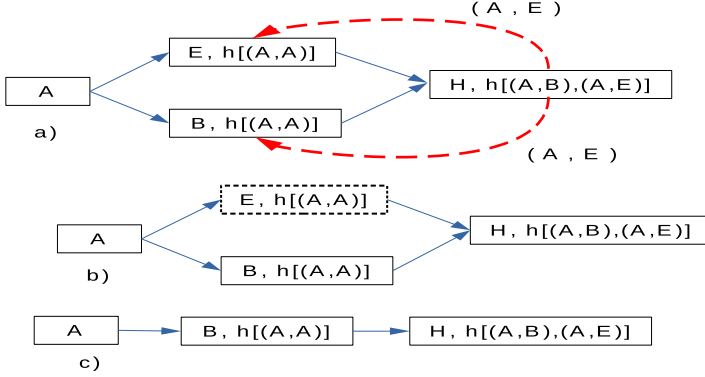 ( A , E )
E, h[(A,A)]
A
H, h[(A,B),(A,E)]
B, h[(A,A)]
a)
( A , E )
E, h[(A,A)]
A
H, h[(A,B),(A,E)]
B, h[(A,A)]
b)
A
B, h[(A,A)]
H, h[(A,B),(A,E)]
c)